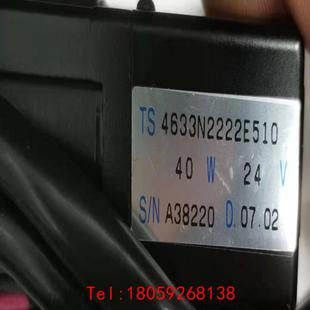 TS 4633N2222E510
40 W 24 V
S/N A38220 D. 07.02
Tel:18059268138